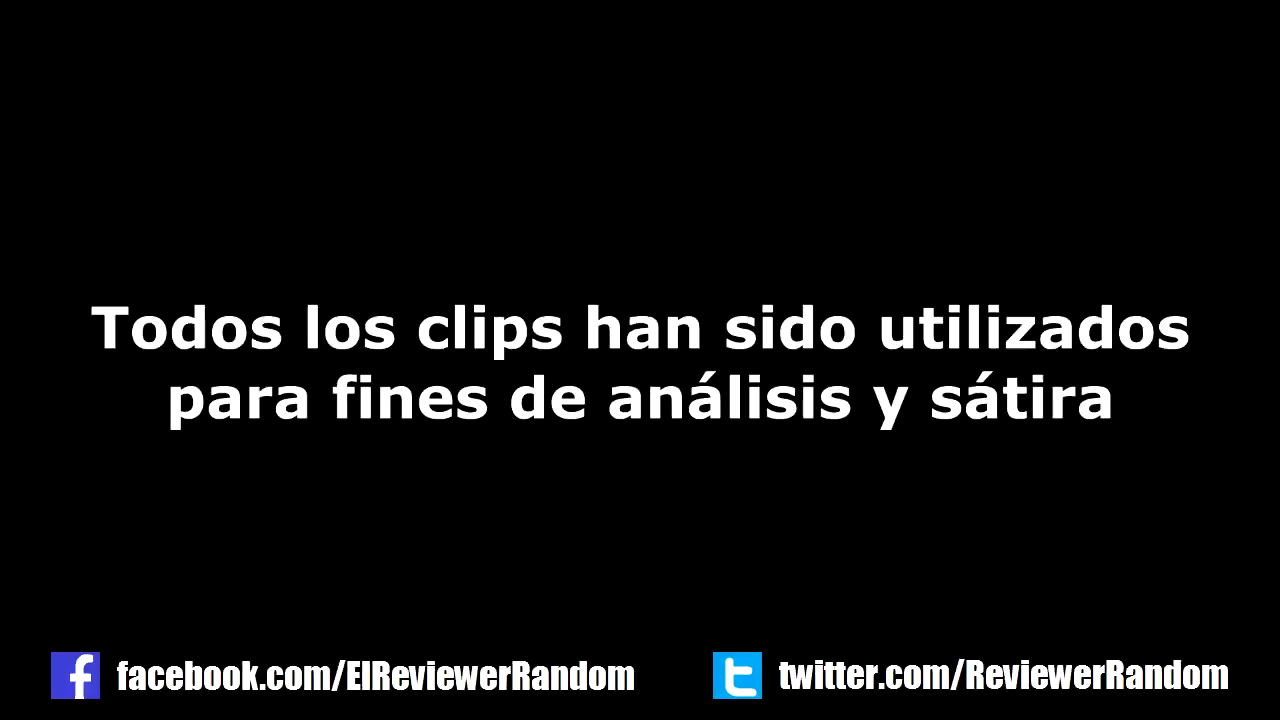 Todos los clips han sido utilizados
para fines de análisis y sátira
facebook.com/ElReviewerRandom
twitter.com/ReviewerRandom